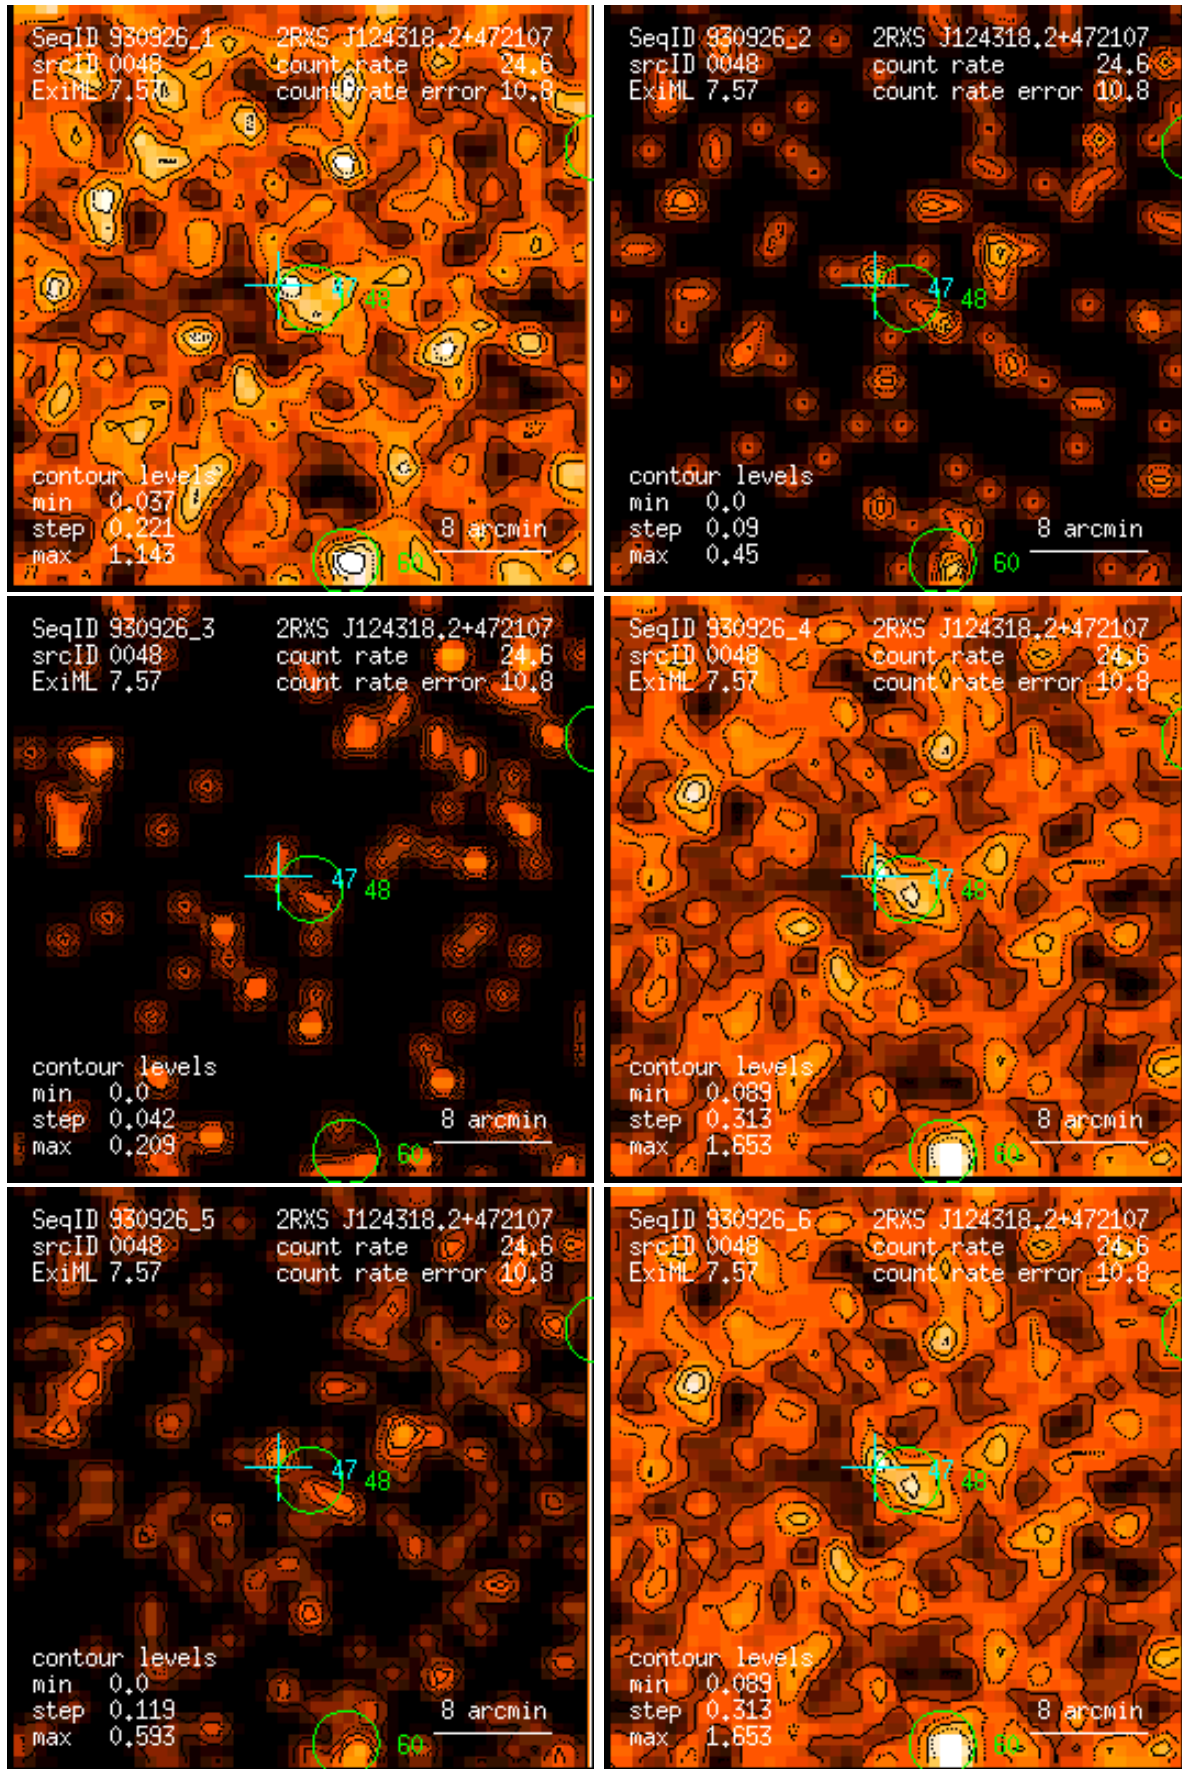 SeqID 930926_1 2RXS J124318.2+472107
srcID 0048 count rate 24.6
ExiML 7.57 count rate error 10.8
47
48
contour levels
min 0.037
step 0.221
max 1.143
8 arcmin
60
SeqID 930926_2 2RXS J124318.2+472107
srcID 0048 count rate 24.6
ExiML 7.57 count rate error 10.8
47
48
contour levels
min 0.0
step 0.09
max 0.45
8 arcmin
60
SeqID 930926_3 2RXS J124318.2+472107
srcID 0048 count rate 24.6
ExiML 7.57 count rate error 10.8
47
48
contour levels
min 0.0
step 0.042
max 0.209
8 arcmin
60
SeqID 930926_4 2RXS J124318.2+472107
srcID 0048 count rate 24.6
ExiML 7.57 count rate error 10.8
47
48
contour levels
min 0.089
step 0.313
max 1.653
8 arcmin
60
SeqID 930926_5 2RXS J124318.2+472107
srcID 0048 count rate 24.6
ExiML 7.57 count rate error 10.8
47
48
contour levels
min 0.0
step 0.119
max 0.593
8 arcmin
60
SeqID 930926_6 2RXS J124318.2+472107
srcID 0048 count rate 24.6
ExiML 7.57 count rate error 10.8
47
48
contour levels
min 0.089
step 0.313
max 1.653
8 arcmin
60